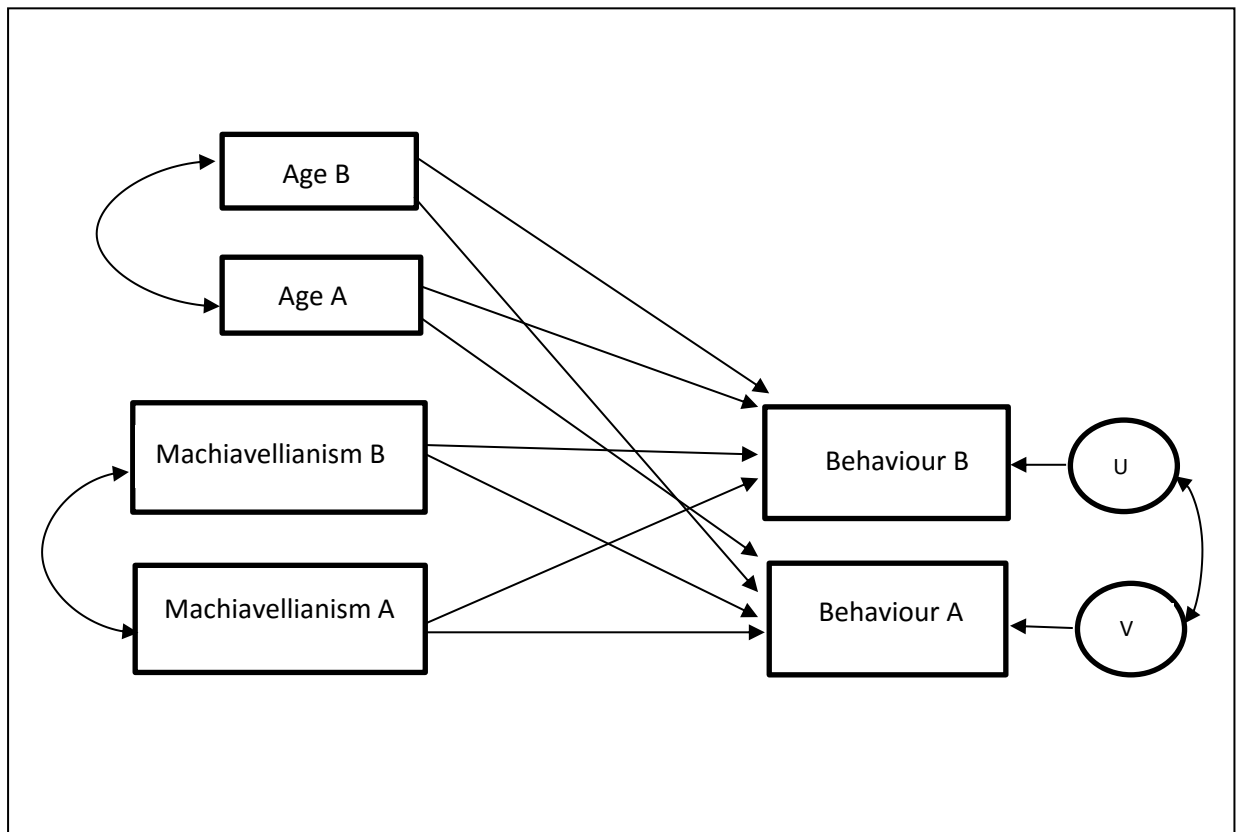 Age B
Age A
Machiavellianism B
Machiavellianism A
Behaviour B
Behaviour A
U
V